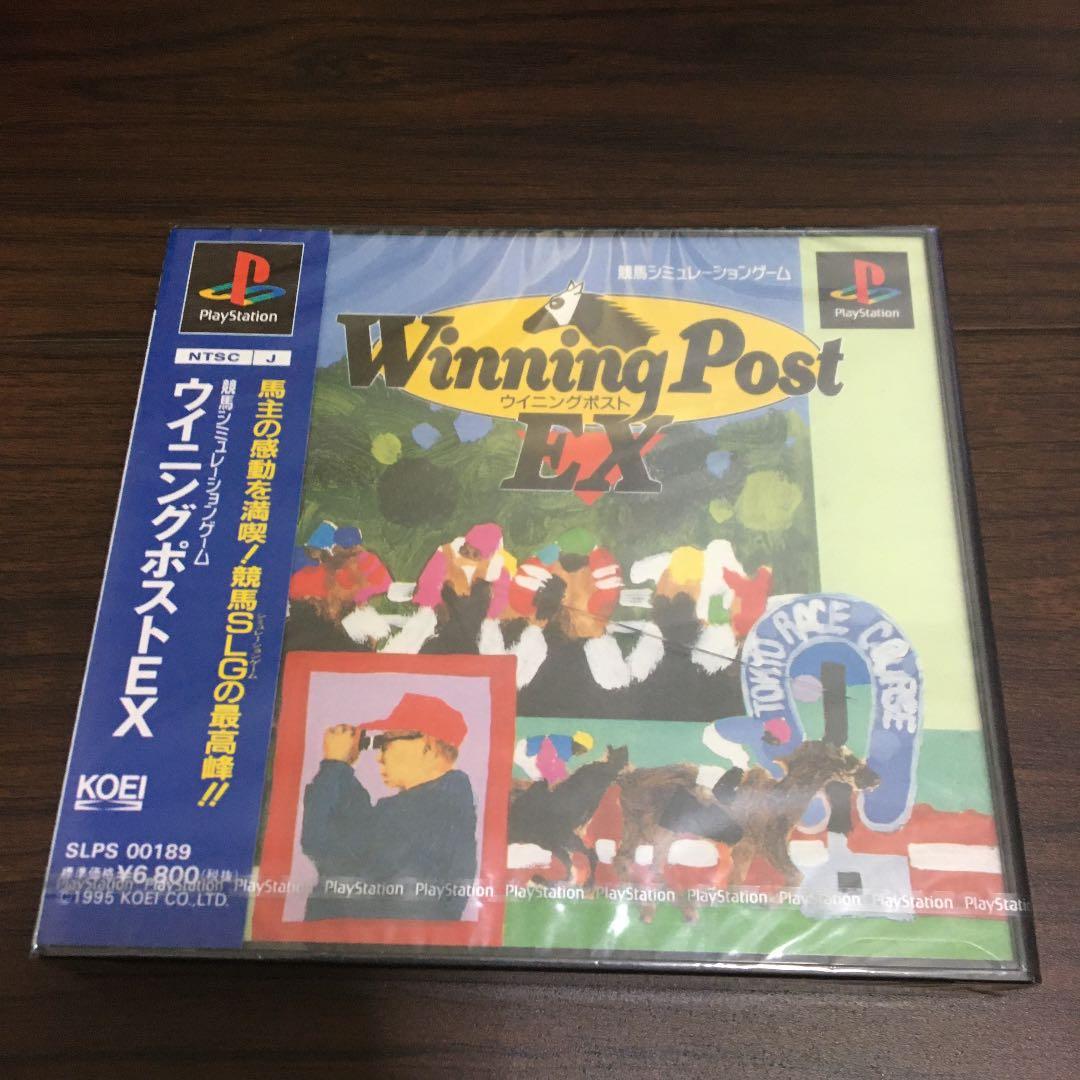 PlayStation
NTSC J
馬主の感動を満喫!競馬SLGの最高峰!!
シミュレーションゲーム
競馬シミュレーションゲーム
ウイニングポストEX
KOEI
SLPS 00189
標準価格¥6,800(税抜)
©1995 KOEI CO.,LTD.
競馬シミュレーションゲーム
PlayStation
Winning Post
ウイニングポスト
EX
TOKYO RACE COURSE
PlayStation PlayStation PlayStation PlayStation PlayStation PlayStation PlayStation PlayStation PlayStation PlayStation PlayStatio